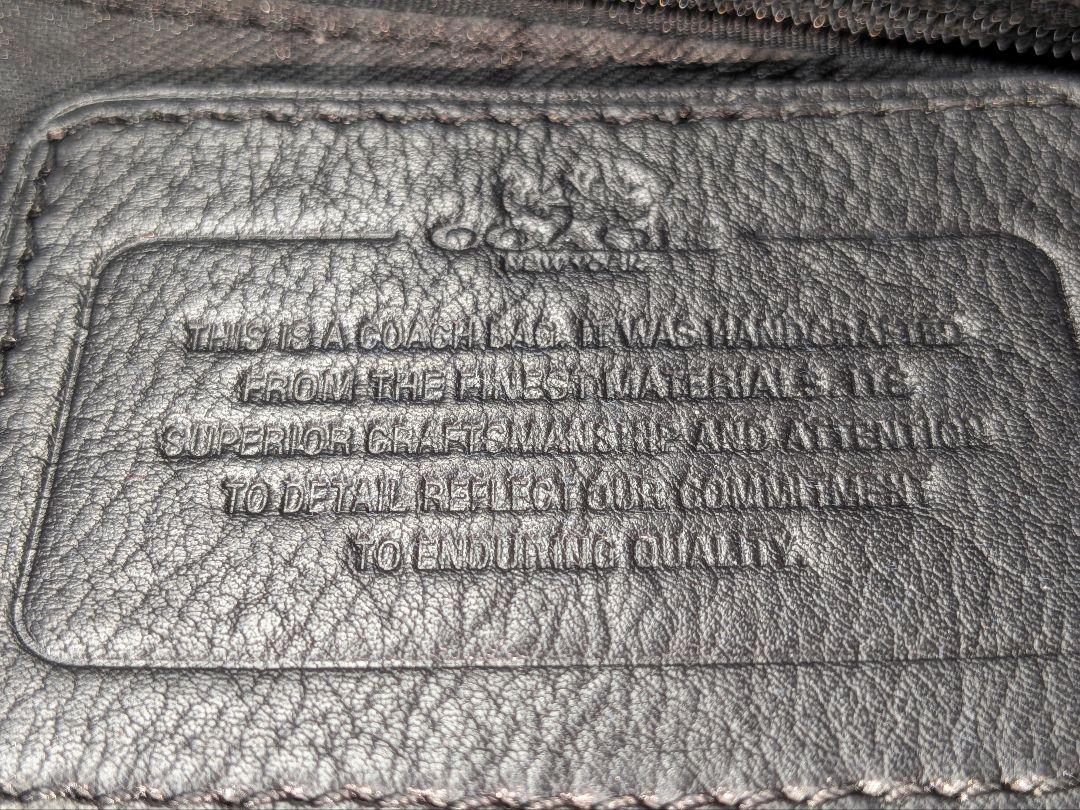 COACH
NEW YORK
THIS IS A COACH BAG. IT WAS HANDCRAFTED
FROM THE FINEST MATERIALS. ITS
SUPERIOR CRAFTSMANSHIP AND ATTENTION
TO DETAIL REFLECT OUR COMMITMENT
TO ENDURING QUALITY.